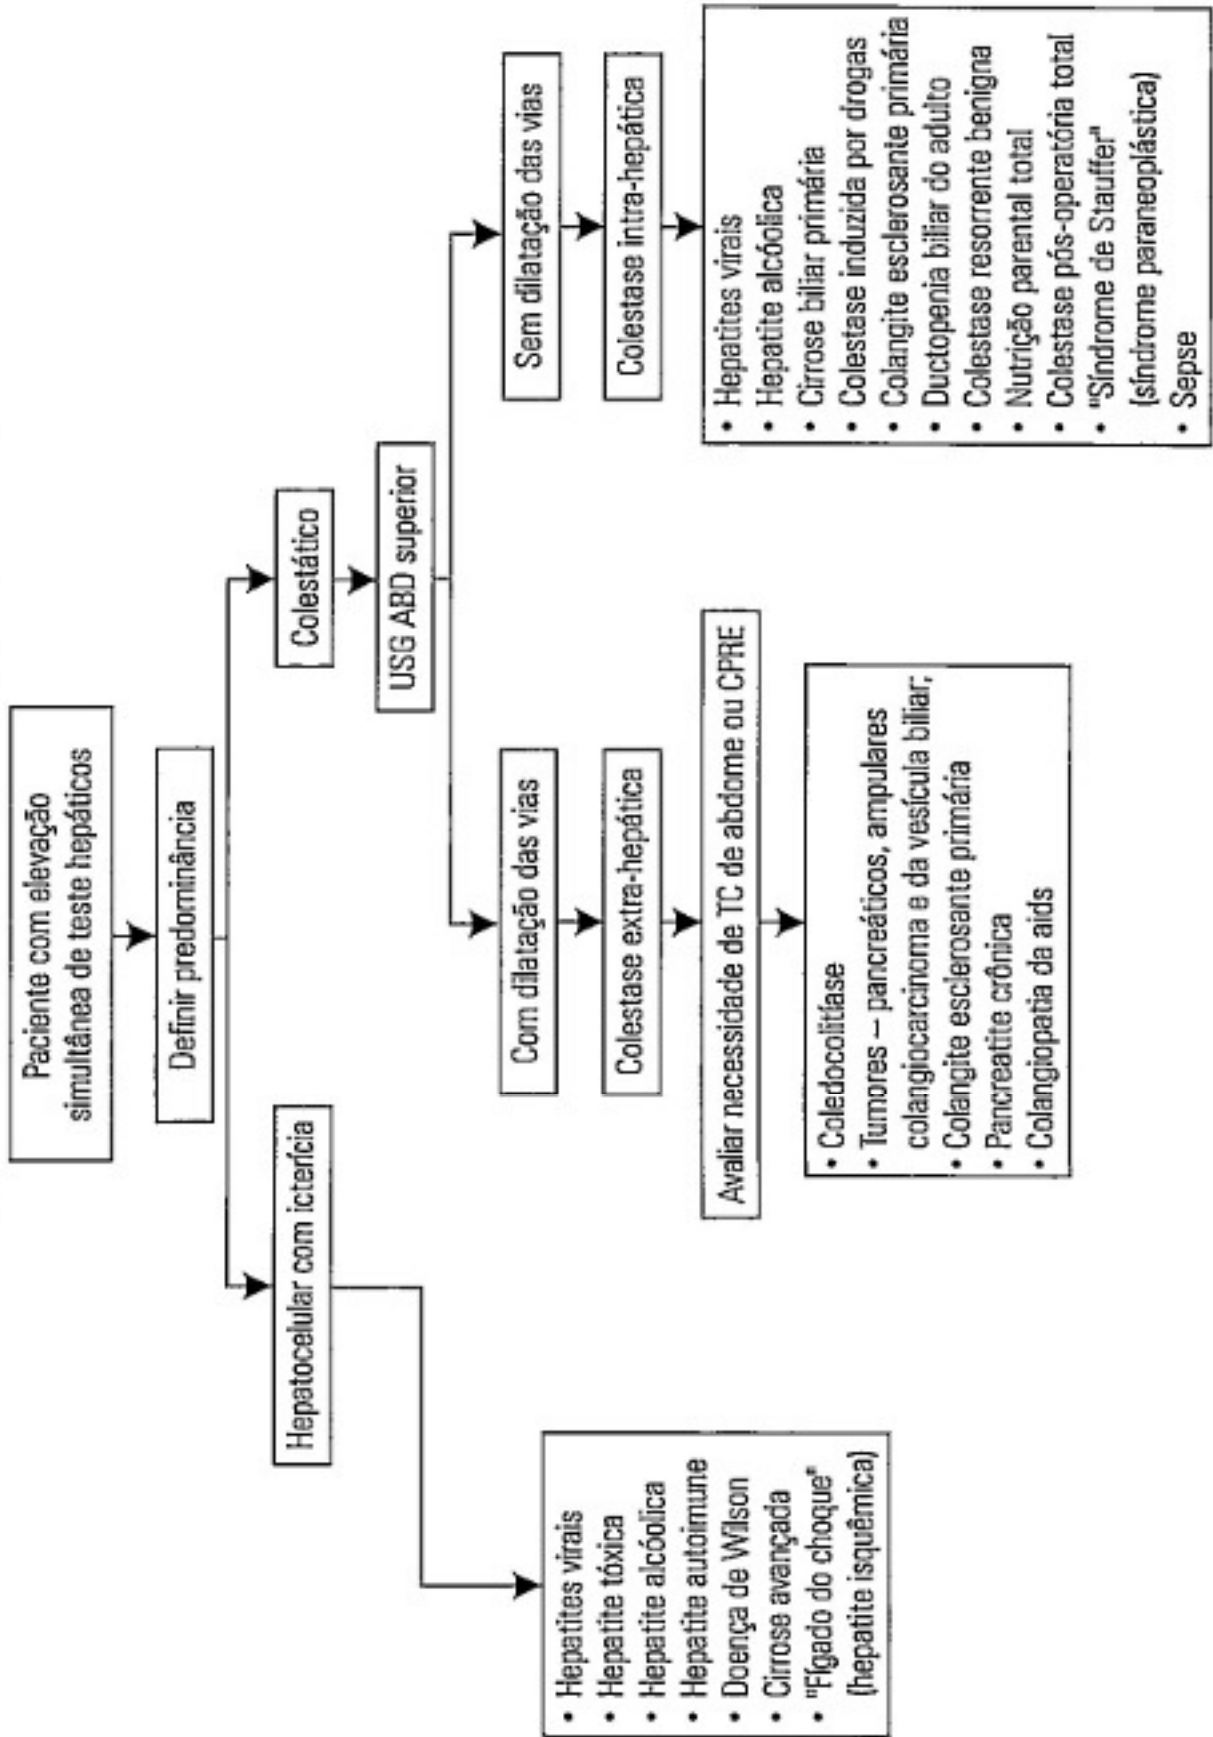 Paciente com elevação
simultânea de teste hepáticos
Definir predominância
Hepatocelular com icterícia
Colestático
USG ABD superior
• Hepatites virais
• Hepatite tóxica
• Hepatite alcóolica
• Hepatite autoimune
• Doença de Wilson
• Cirrose avançada
• "Fígado do choque"
(hepatite isquêmica)
Com dilatação das vias
Colestase extra-hepática
Avaliar necessidade de TC de abdome ou CPRE
• Coledocolitíase
• Tumores – pancreáticos, ampulares
colangiocarcinoma e da vesícula biliar;
• Colangite esclerosante primária
• Pancreatite crônica
• Colangiopatia da aids
Sem dilatação das vias
Colestase intra-hepática
• Hepatites virais
• Hepatite alcóolica
• Cirrose biliar primária
• Colestase induzida por drogas
• Colangite esclerosante primária
• Ductopenia biliar do adulto
• Colestase resorrente benigna
• Nutrição parental total
• Colestase pós-operatória total
• "Síndrome de Stauffer"
(síndrome paraneoplástica)
• Sepse